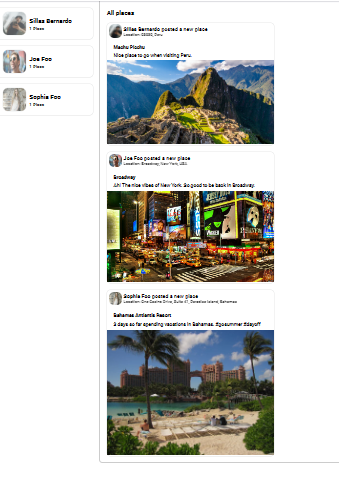 Sillas Bernardo
1 Place
Joe Foo
1 Place
Sophia Foo
1 Place
All places
Sillas Bernardo posted a new place
Location: 08680, Peru
Machu Picchu
Nice place to go when visiting Peru.
Joe Foo posted a new place
Location: Broadway, New York, USA
Broadway
Ah! The nice vibes of New York. So good to be back in Broadway.
Sophia Foo posted a new place
Location: One Casino Drive, Suite 41, Paradise Island, Bahamas
Bahamas Antlantis Resort
3 days so far spending vacations in Bahamas. #gosummer #dayoff